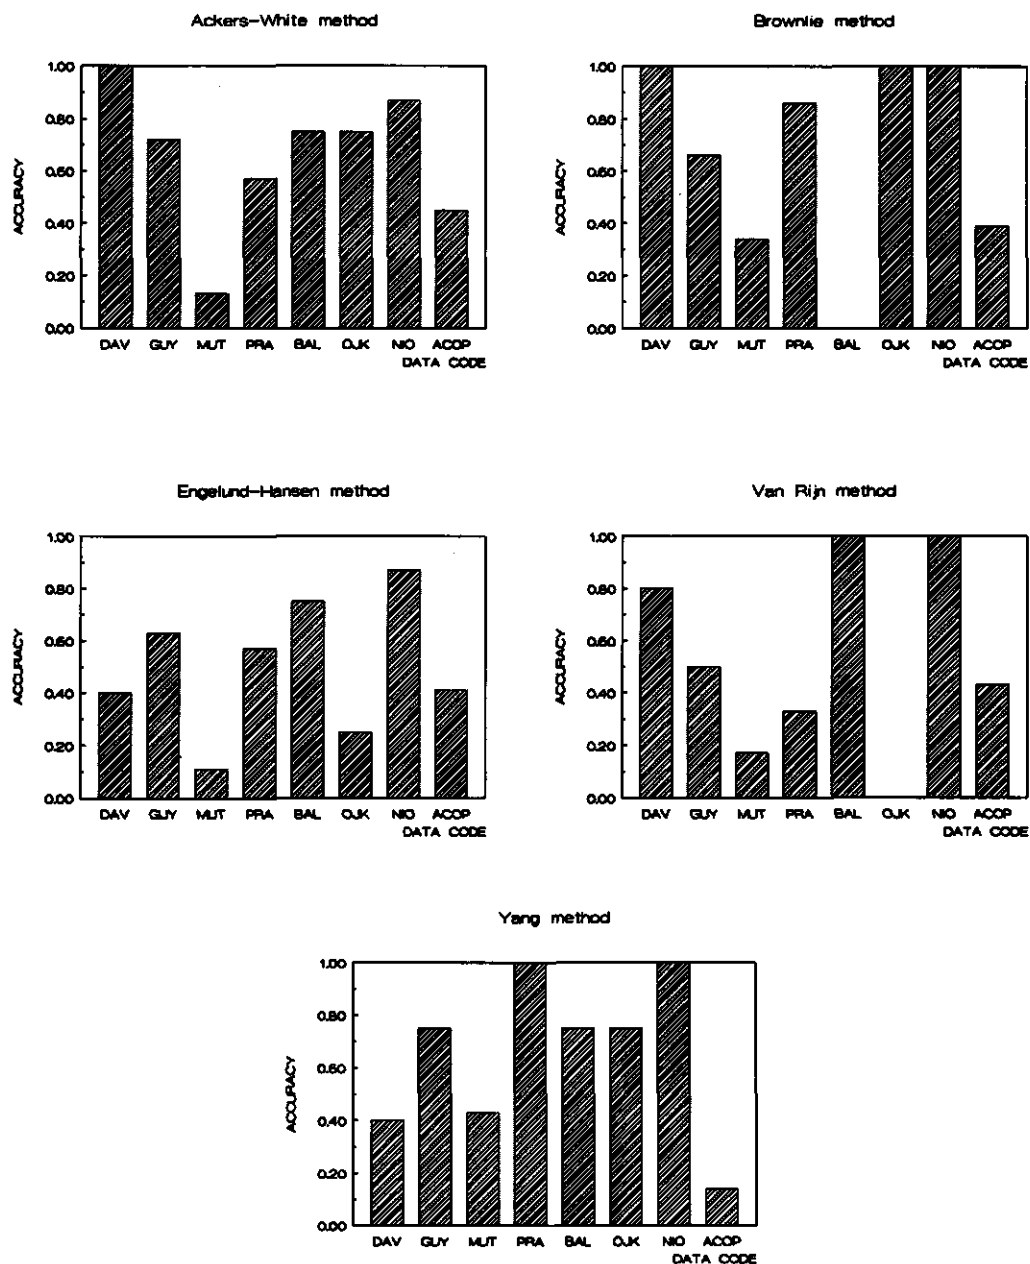 Ackers-White method
1.00
0.80
0.60
0.40
0.20
0.00
ACCURACY
DAV GUY MUT PRA BAL OJK NIO ACOP
DATA CODE
Brownlie method
1.00
0.80
0.60
0.40
0.20
0.00
ACCURACY
DAV GUY MUT PRA BAL OJK NIO ACOP
DATA CODE
Engelund-Hansen method
1.00
0.80
0.60
0.40
0.20
0.00
ACCURACY
DAV GUY MUT PRA BAL OJK NIO ACOP
DATA CODE
Van Rijn method
1.00
0.80
0.60
0.40
0.20
0.00
ACCURACY
DAV GUY MUT PRA BAL OJK NIO ACOP
DATA CODE
Yang method
1.00
0.80
0.60
0.40
0.20
0.00
ACCURACY
DAV GUY MUT PRA BAL OJK NIO ACOP
DATA CODE